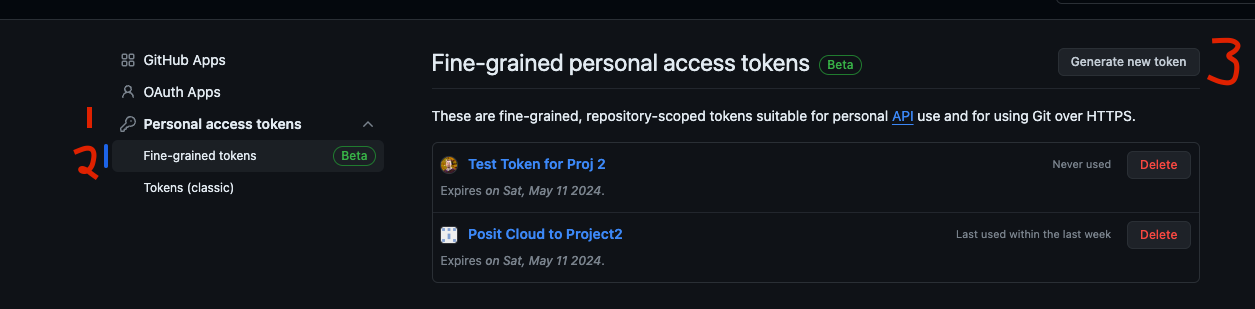 GitHub Apps
OAuth Apps
1
Personal access tokens
2
Fine-grained tokens Beta
Tokens (classic)
Fine-grained personal access tokens Beta
Generate new token
3
These are fine-grained, repository-scoped tokens suitable for personal API use and for using Git over HTTPS.
Test Token for Proj 2 Never used Delete
Expires on Sat, May 11 2024.
Posit Cloud to Project2 Last used within the last week Delete
Expires on Sat, May 11 2024.